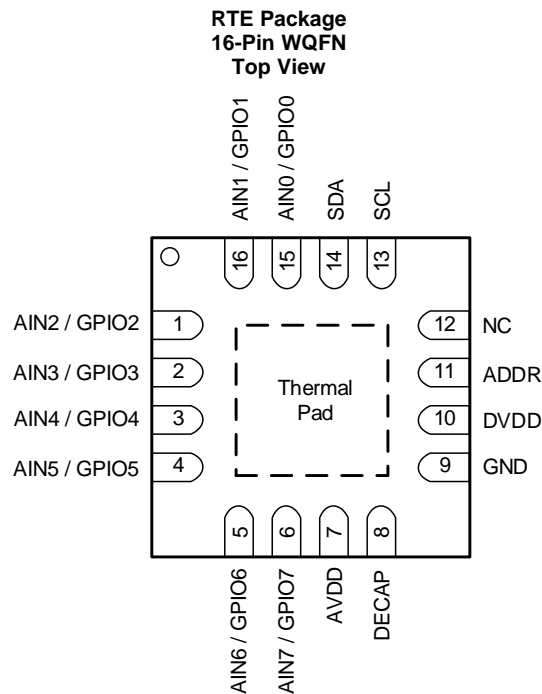 RTE Package
16-Pin WQFN
Top View
AIN1 / GPIO1
AIN0 / GPIO0
SDA
SCL
16
15
14
13
AIN2 / GPIO2
1
12
NC
AIN3 / GPIO3
2
11
ADDR
AIN4 / GPIO4
3
10
DVDD
AIN5 / GPIO5
4
9
GND
Thermal
Pad
5
6
7
8
AIN6 / GPIO6
AIN7 / GPIO7
AVDD
DECAP